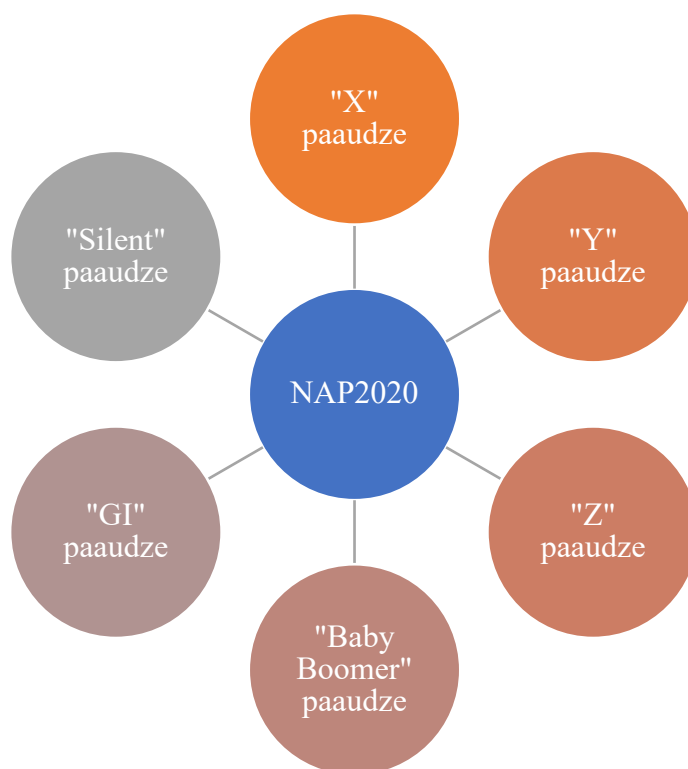 "X"
paaudze
"Silent"
paaudze
"Y"
paaudze
NAP2020
"GI"
paaudze
"Z"
paaudze
"Baby
Boomer"
paaudze